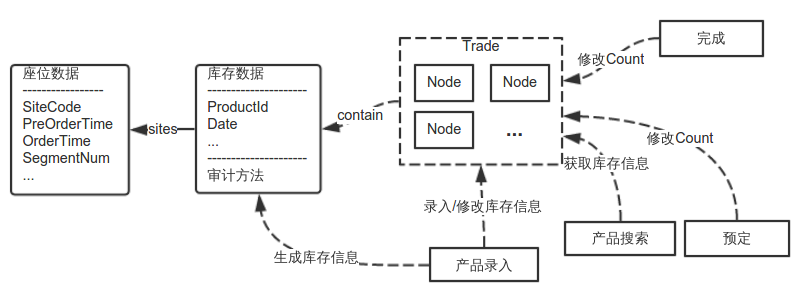 座位数据
-----------------
SiteCode
PreOrderTime
OrderTime
SegmentNum
...
sites
库存数据
---------------------
ProductId
Date
...
---------------------
审计方法
contain
Trade
Node
Node
Node
...
完成
修改Count
修改Count
获取库存信息
录入/修改库存信息
产品搜索
预定
生成库存信息
产品录入